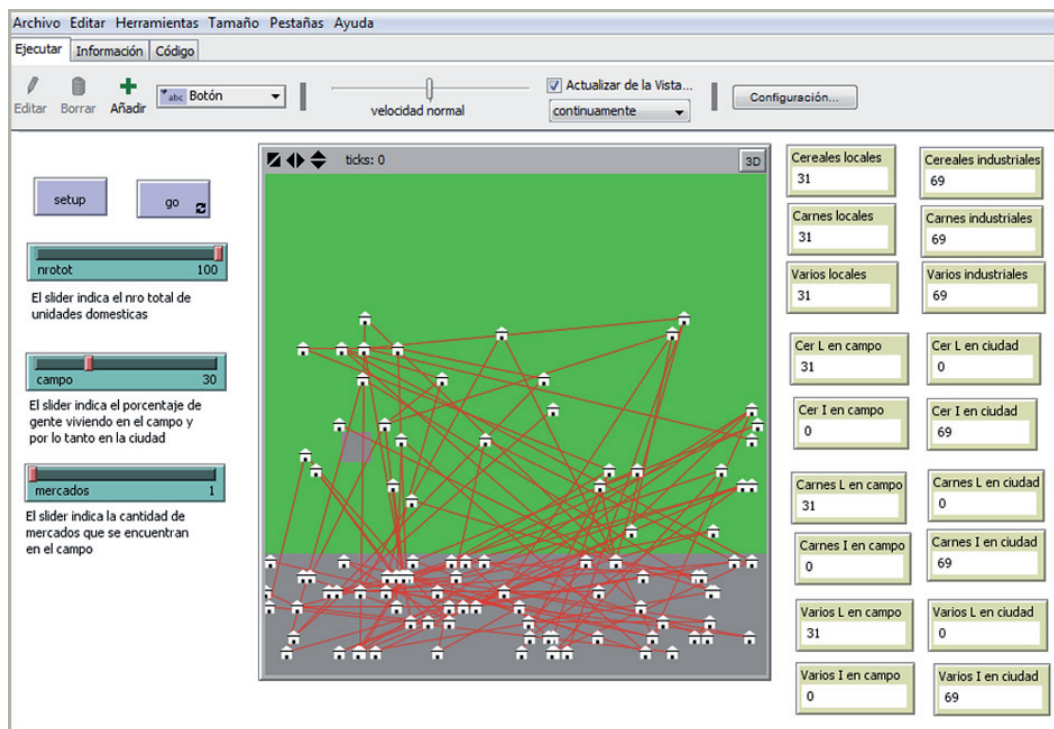 Archivo Editar Herramientas Tamaño Pestañas Ayuda
Ejecutar Información Código
Editar Borrar Añadir abc Botón velocidad normal Actualizar de la Vista... continuamente Configuración...
ticks: 0 3D
setup go
nrotot 100
El slider indica el nro total de
unidades domesticas
campo 30
El slider indica el porcentaje de
gente viviendo en el campo y
por lo tanto en la ciudad
mercados 1
El slider indica la cantidad de
mercados que se encuentran
en el campo
Cereales locales Cereales industriales
31 69
Carnes locales Carnes industriales
31 69
Varios locales Varios industriales
31 69
Cer L en campo Cer L en ciudad
31 0
Cer I en campo Cer I en ciudad
0 69
Carnes L en campo Carnes L en ciudad
31 0
Carnes I en campo Carnes I en ciudad
0 69
Varios L en campo Varios L en ciudad
31 0
Varios I en campo Varios I en ciudad
0 69